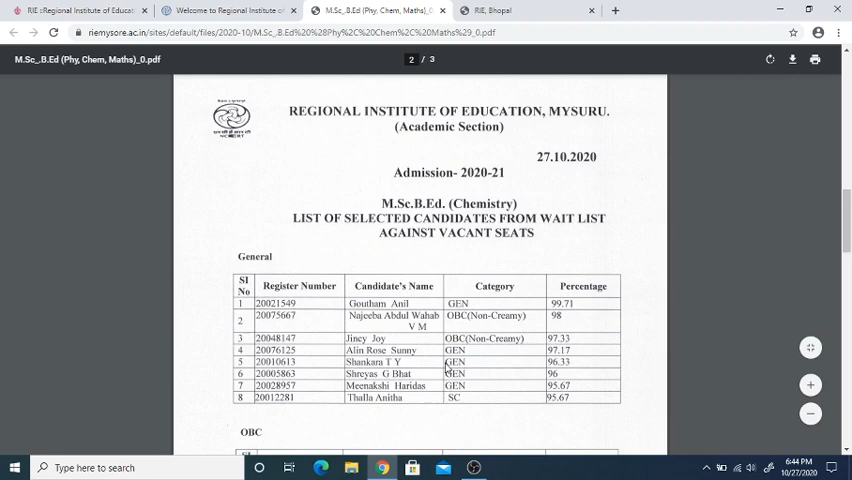 RIE ::Regional Institute of Educat
Welcome to Regional Institute of
M.Sc_.B.Ed (Phy, Chem, Maths)_0.
RIE, Bhopal
riemysore.ac.in/sites/default/files/2020-10/M.Sc_.B.Ed%20%28Phy%2C%20Chem%2C%20Maths%29_0.pdf
M.Sc_.B.Ed (Phy, Chem, Maths)_0.pdf
2 / 3
REGIONAL INSTITUTE OF EDUCATION, MYSURU.
(Academic Section)
27.10.2020
Admission- 2020-21
M.Sc.B.Ed. (Chemistry)
LIST OF SELECTED CANDIDATES FROM WAIT LIST
AGAINST VACANT SEATS
General
SI No Register Number Candidate's Name Category Percentage
1 20021549 Goutham Anil GEN 99.71
2 20075667 Najeeba Abdul Wahab V M OBC(Non-Creamy) 98
3 20048147 Jincy Joy OBC(Non-Creamy) 97.33
4 20076125 Alin Rose Sunny GEN 97.17
5 20010613 Shankara T Y GEN 96.33
6 20005863 Shreyas G Bhat GEN 96
7 20028957 Meenakshi Haridas GEN 95.67
8 20012281 Thalla Anitha SC 95.67
OBC
SI
Type here to search
6:44 PM
10/27/2020